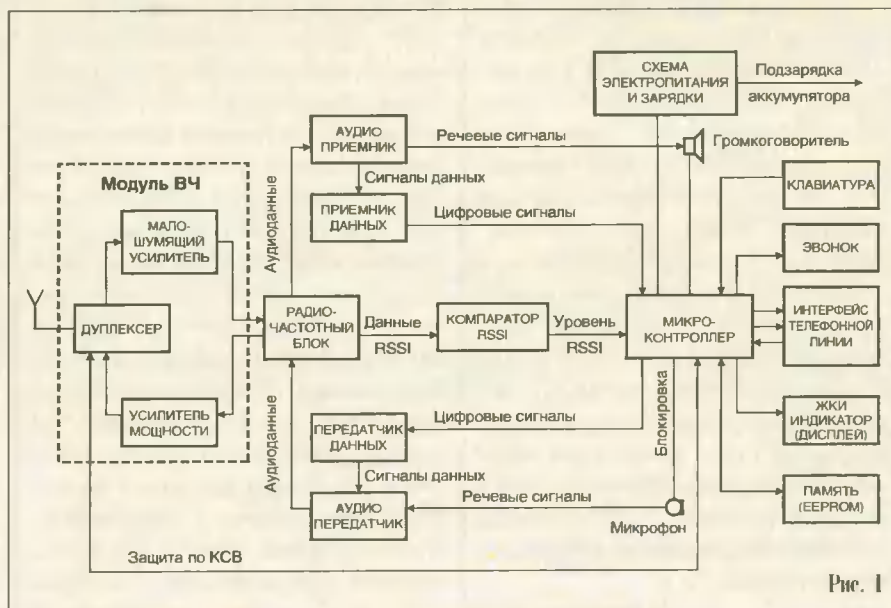 СХЕМА
ЭЛЕКТРОПИТАНИЯ
И ЗАРЯДКИ
Подзарядка
аккумулятора
АУДИО
ПРИЕМНИК
Речевые сигналы
Громкоговоритель
Сигналы данных
ПРИЕМНИК
ДАННЫХ
Цифровые сигналы
Аудиоданные
Модуль ВЧ
МАЛО-
ШУМЯЩИЙ
УСИЛИТЕЛЬ
ДУПЛЕКСЕР
УСИЛИТЕЛЬ
МОЩНОСТИ
РАДИО-
ЧАСТОТНЫЙ
БЛОК
Данные
RSSI
КОМПАРАТОР
RSSI
Уровень
RSSI
МИКРО-
КОНТРОЛЛЕР
КЛАВИАТУРА
ЗВОНОК
ИНТЕРФЕЙС
ТЕЛЕФОННОЙ
ЛИНИИ
ЖКИ
ИНДИКАТОР
(ДИСПЛЕЙ)
ПАМЯТЬ
(EEPROM)
Аудиоданные
ПЕРЕДАТЧИК
ДАННЫХ
Цифровые сигналы
Сигналы данных
АУДИО
ПЕРЕДАТЧИК
Речевые сигналы
Блокировка
Микрофон
Защита по КСВ
Рис. 1